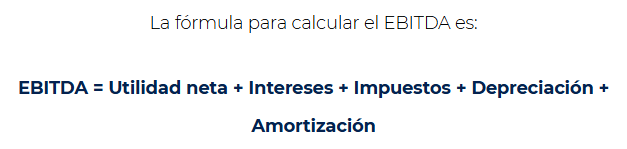 La fórmula para calcular el EBITDA es:
EBITDA = Utilidad neta + Intereses + Impuestos + Depreciación +
Amortización